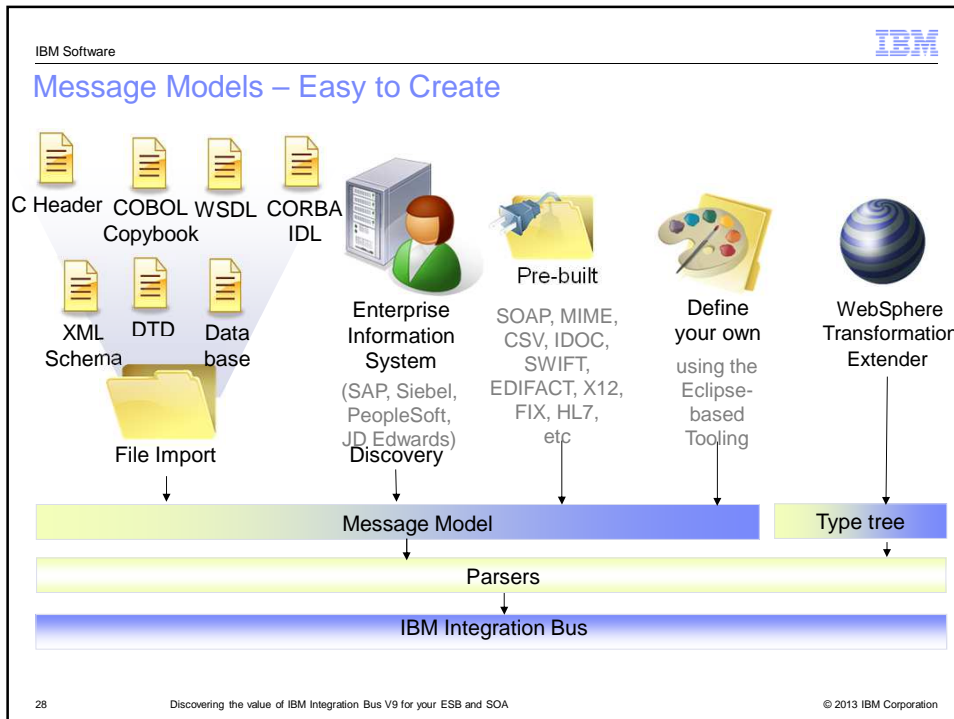 IBM Software
IBM
Message Models – Easy to Create
C Header
COBOL
Copybook
WSDL
CORBA
IDL
XML
Schema
DTD
Data
base
File Import
Enterprise
Information
System
(SAP, Siebel,
PeopleSoft,
JD Edwards)
Discovery
Pre-built
SOAP, MIME,
CSV, IDOC,
SWIFT,
EDIFACT, X12,
FIX, HL7,
etc
Define
your own
using the
Eclipse-
based
Tooling
WebSphere
Transformation
Extender
Message Model
Type tree
Parsers
IBM Integration Bus
28
Discovering the value of IBM Integration Bus V9 for your ESB and SOA
© 2013 IBM Corporation